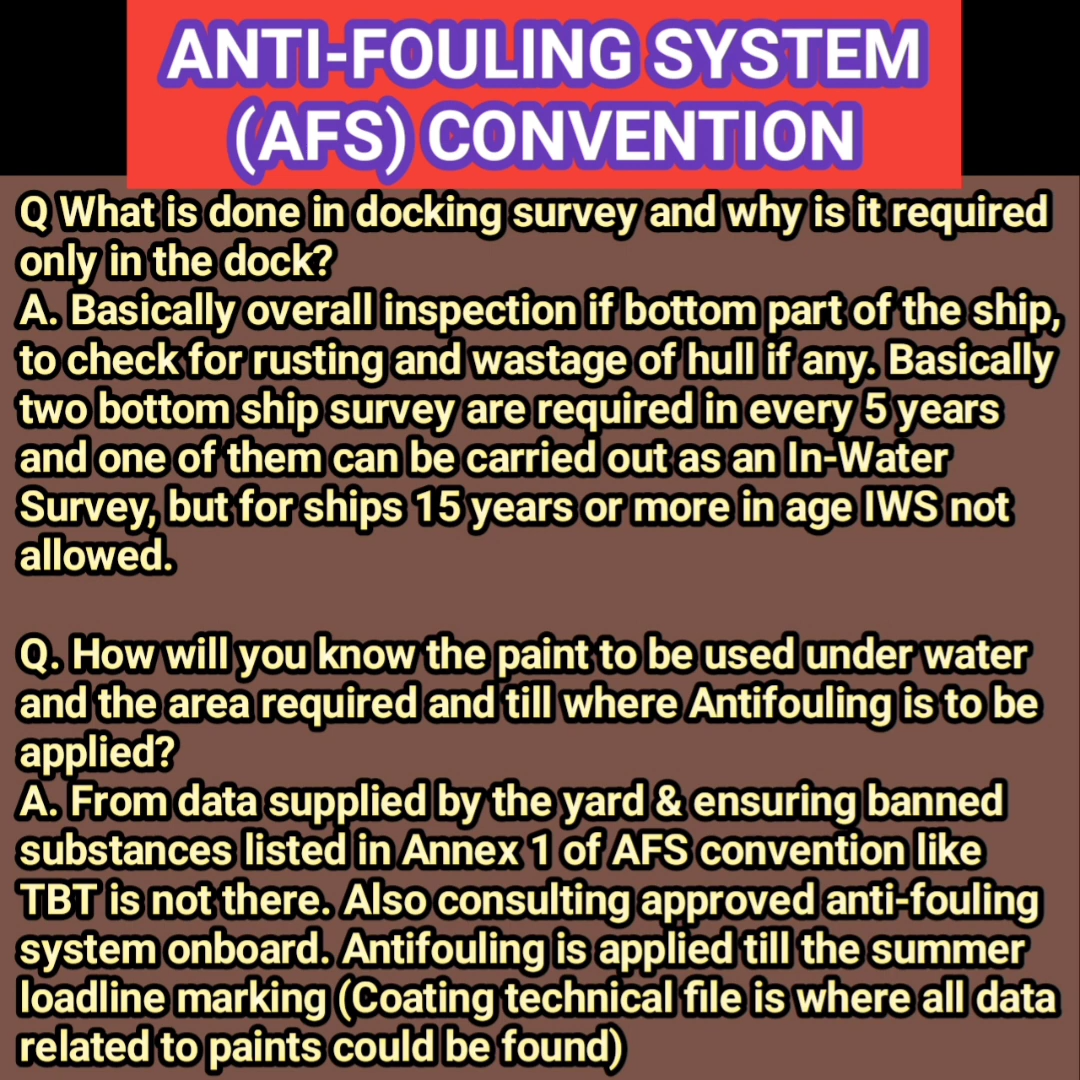 ANTI-FOULING SYSTEM
(AFS) CONVENTION
Q What is done in docking survey and why is it required
only in the dock?
A. Basically overall inspection if bottom part of the ship,
to check for rusting and wastage of hull if any. Basically
two bottom ship survey are required in every 5 years
and one of them can be carried out as an In-Water
Survey, but for ships 15 years or more in age IWS not
allowed.
Q. How will you know the paint to be used under water
and the area required and till where Antifouling is to be
applied?
A. From data supplied by the yard & ensuring banned
substances listed in Annex 1 of AFS convention like
TBT is not there. Also consulting approved anti-fouling
system onboard. Antifouling is applied till the summer
loadline marking (Coating technical file is where all data
related to paints could be found)